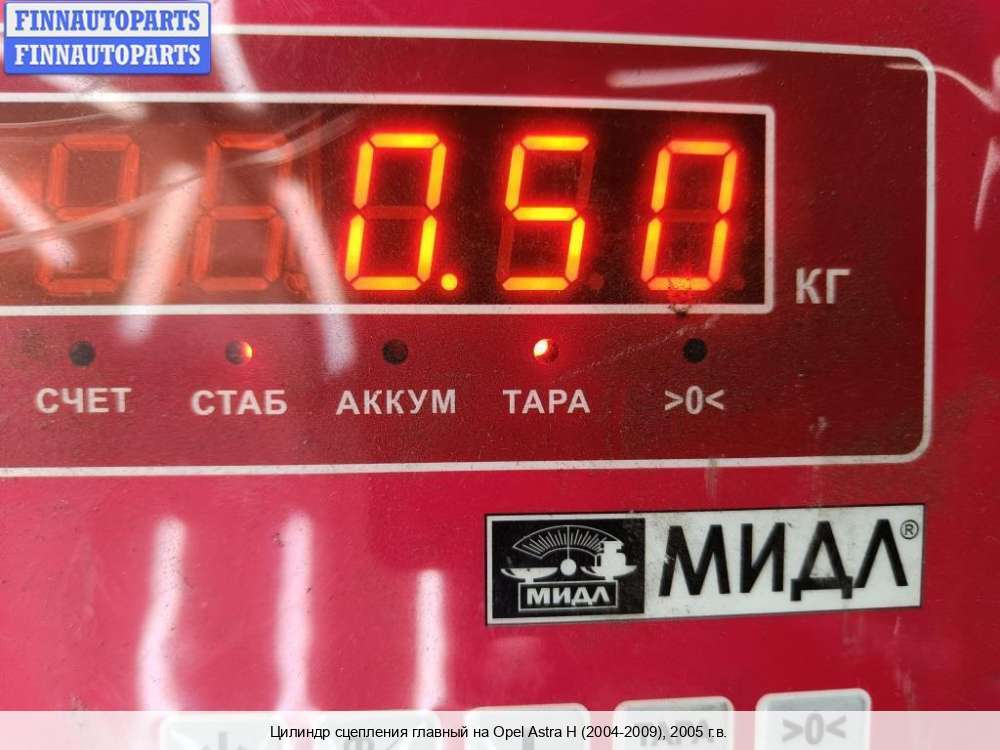 FINNAUTOPARTS
FINNAUTOPARTS
0.50
КГ
СЧЕТ СТАБ АККУМ ТАРА >0<
МИДЛ МИДЛ®
ТАРА >0<
Цилиндр сцепления главный на Opel Astra H (2004-2009), 2005 г.в.